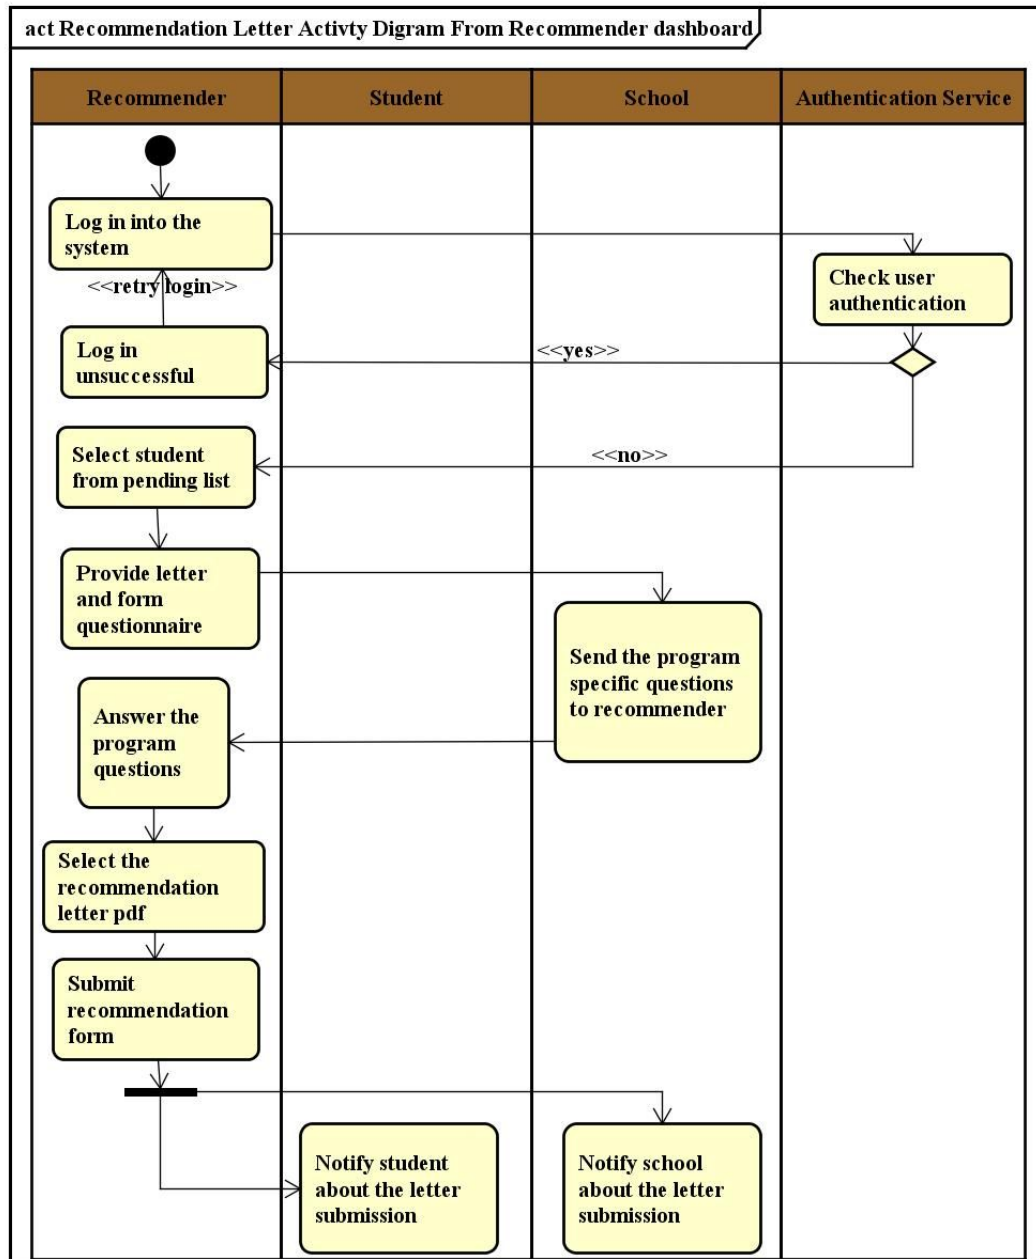 act Recommendation Letter Activty Digram From Recommender dashboard
Recommender
Student
School
Authentication Service
Log in into the
system
Check user
authentication
<<retry login>>
Log in
unsuccessful
<<yes>>
Select student
from pending list
<<no>>
Provide letter
and form
questionnaire
Send the program
specific questions
to recommender
Answer the
program
questions
Select the
recommendation
letter pdf
Submit
recommendation
form
Notify student
about the letter
submission
Notify school
about the letter
submission